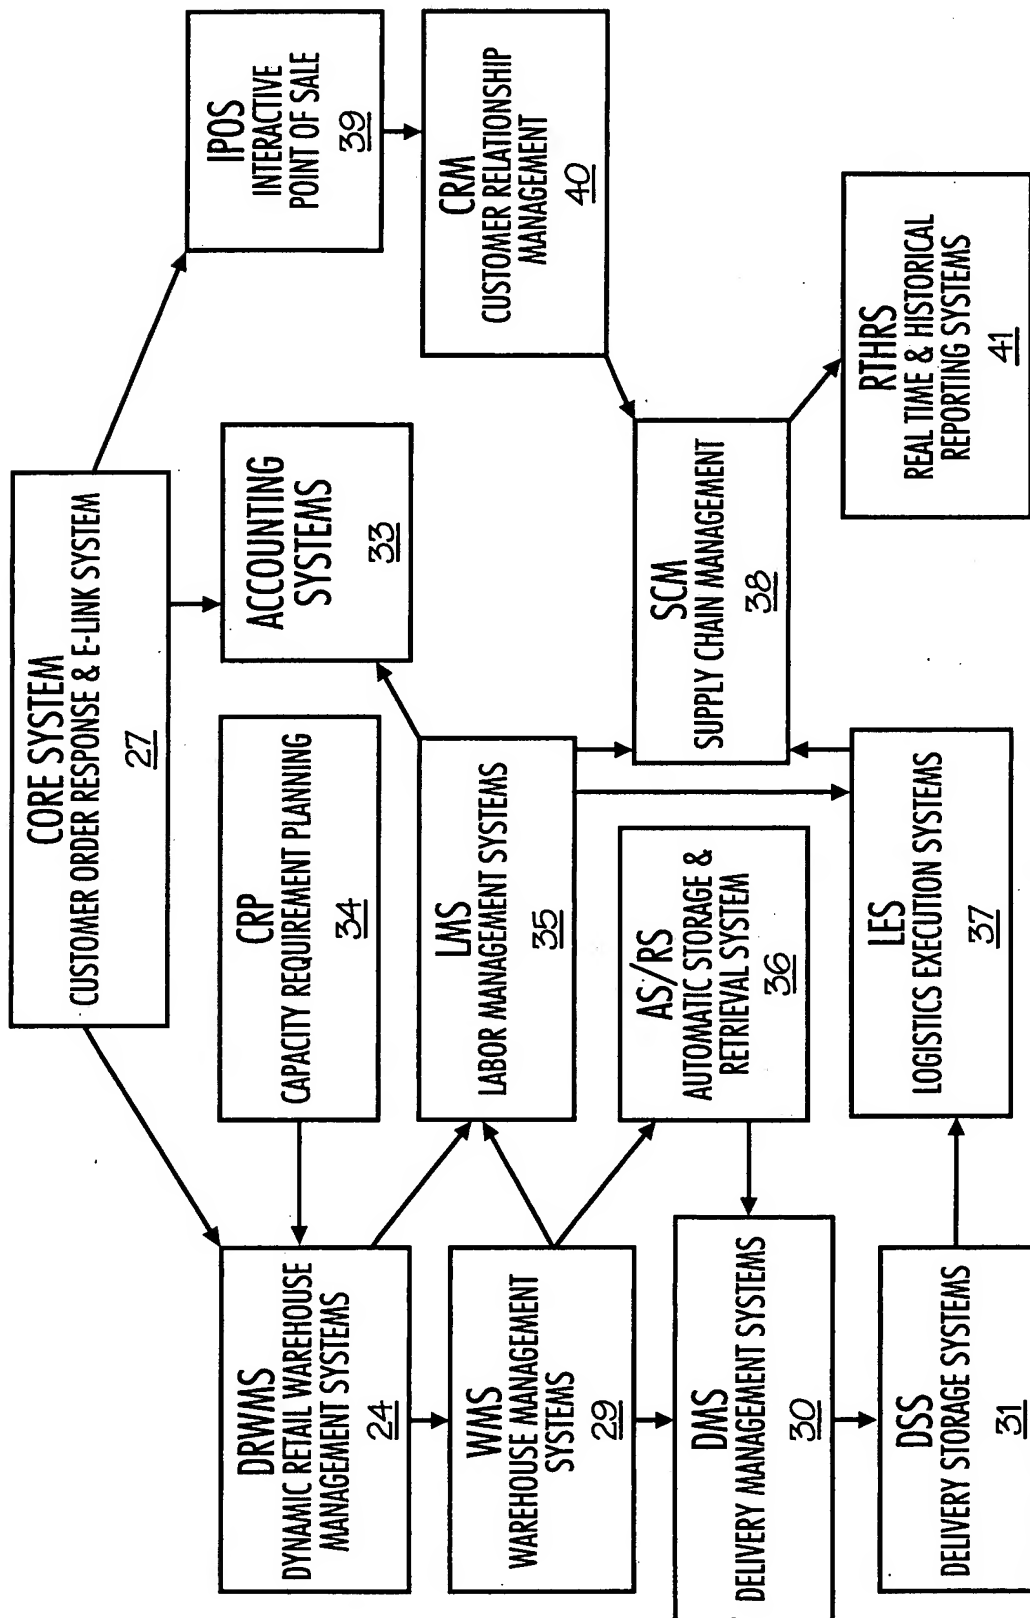 CORE SYSTEM
CUSTOMER ORDER RESPONSE & E-LINK SYSTEM
27
DRWMS
DYNAMIC RETAIL WAREHOUSE
MANAGEMENT SYSTEMS
24
CRP
CAPACITY REQUIREMENT PLANNING
34
ACCOUNTING
SYSTEMS
33
IPOS
INTERACTIVE
POINT OF SALE
39
WMS
WAREHOUSE MANAGEMENT
SYSTEMS
29
LMS
LABOR MANAGEMENT SYSTEMS
35
CRM
CUSTOMER RELATIONSHIP
MANAGEMENT
40
DMS
DELIVERY MANAGEMENT SYSTEMS
30
AS/RS
AUTOMATIC STORAGE &
RETRIEVAL SYSTEM
36
SCM
SUPPLY CHAIN MANAGEMENT
38
DSS
DELIVERY STORAGE SYSTEMS
31
LES
LOGISTICS EXECUTION SYSTEMS
37
RTHRS
REAL TIME & HISTORICAL
REPORTING SYSTEMS
41